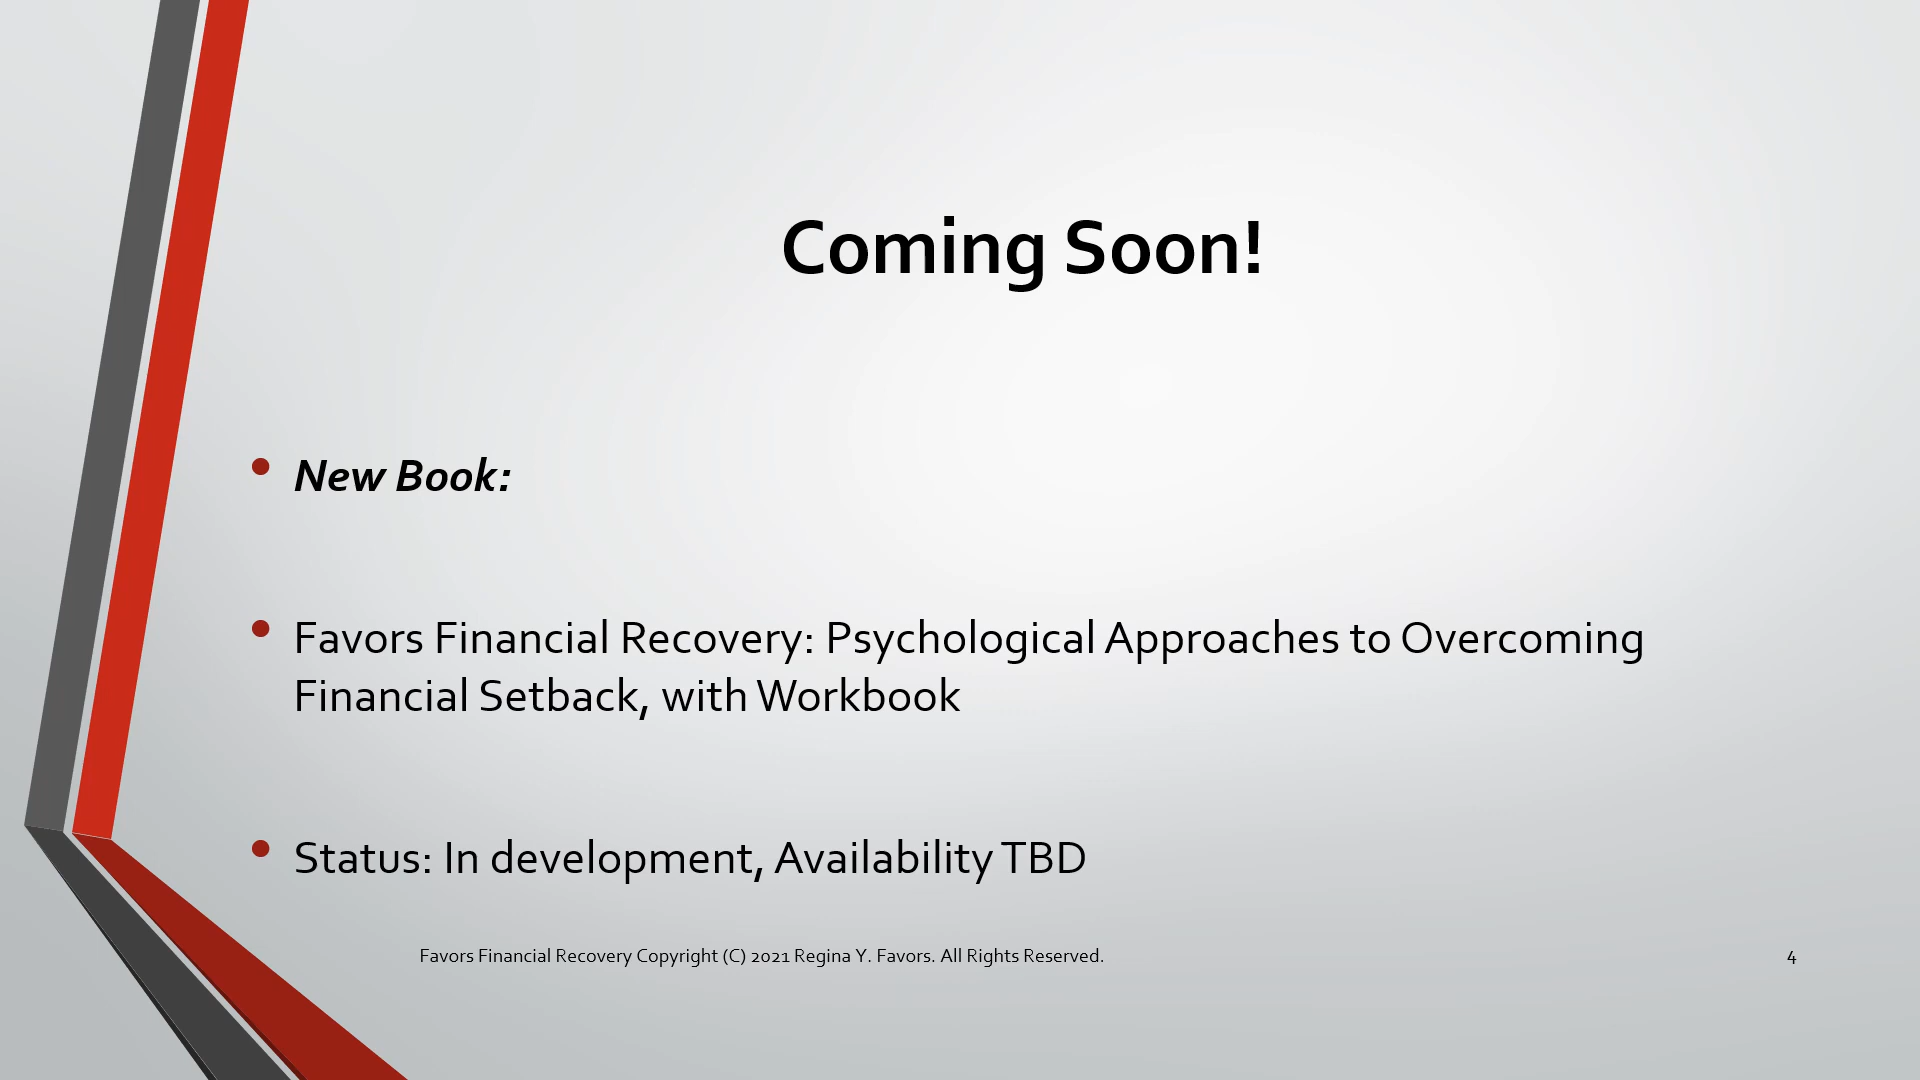 Coming Soon!
New Book:
Favors Financial Recovery: Psychological Approaches to Overcoming
Financial Setback, with Workbook
Status: In development, Availability TBD
Favors Financial Recovery Copyright (C) 2021 Regina Y. Favors. All Rights Reserved.
4